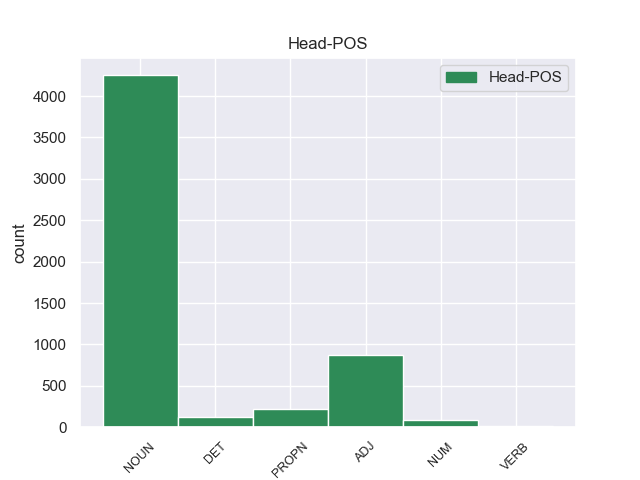 Head-POS
Head-POS
count
4000
3500
3000
2500
2000
1500
1000
500
0
NOUN
DET
PROPN
ADJ
NUM
VERB